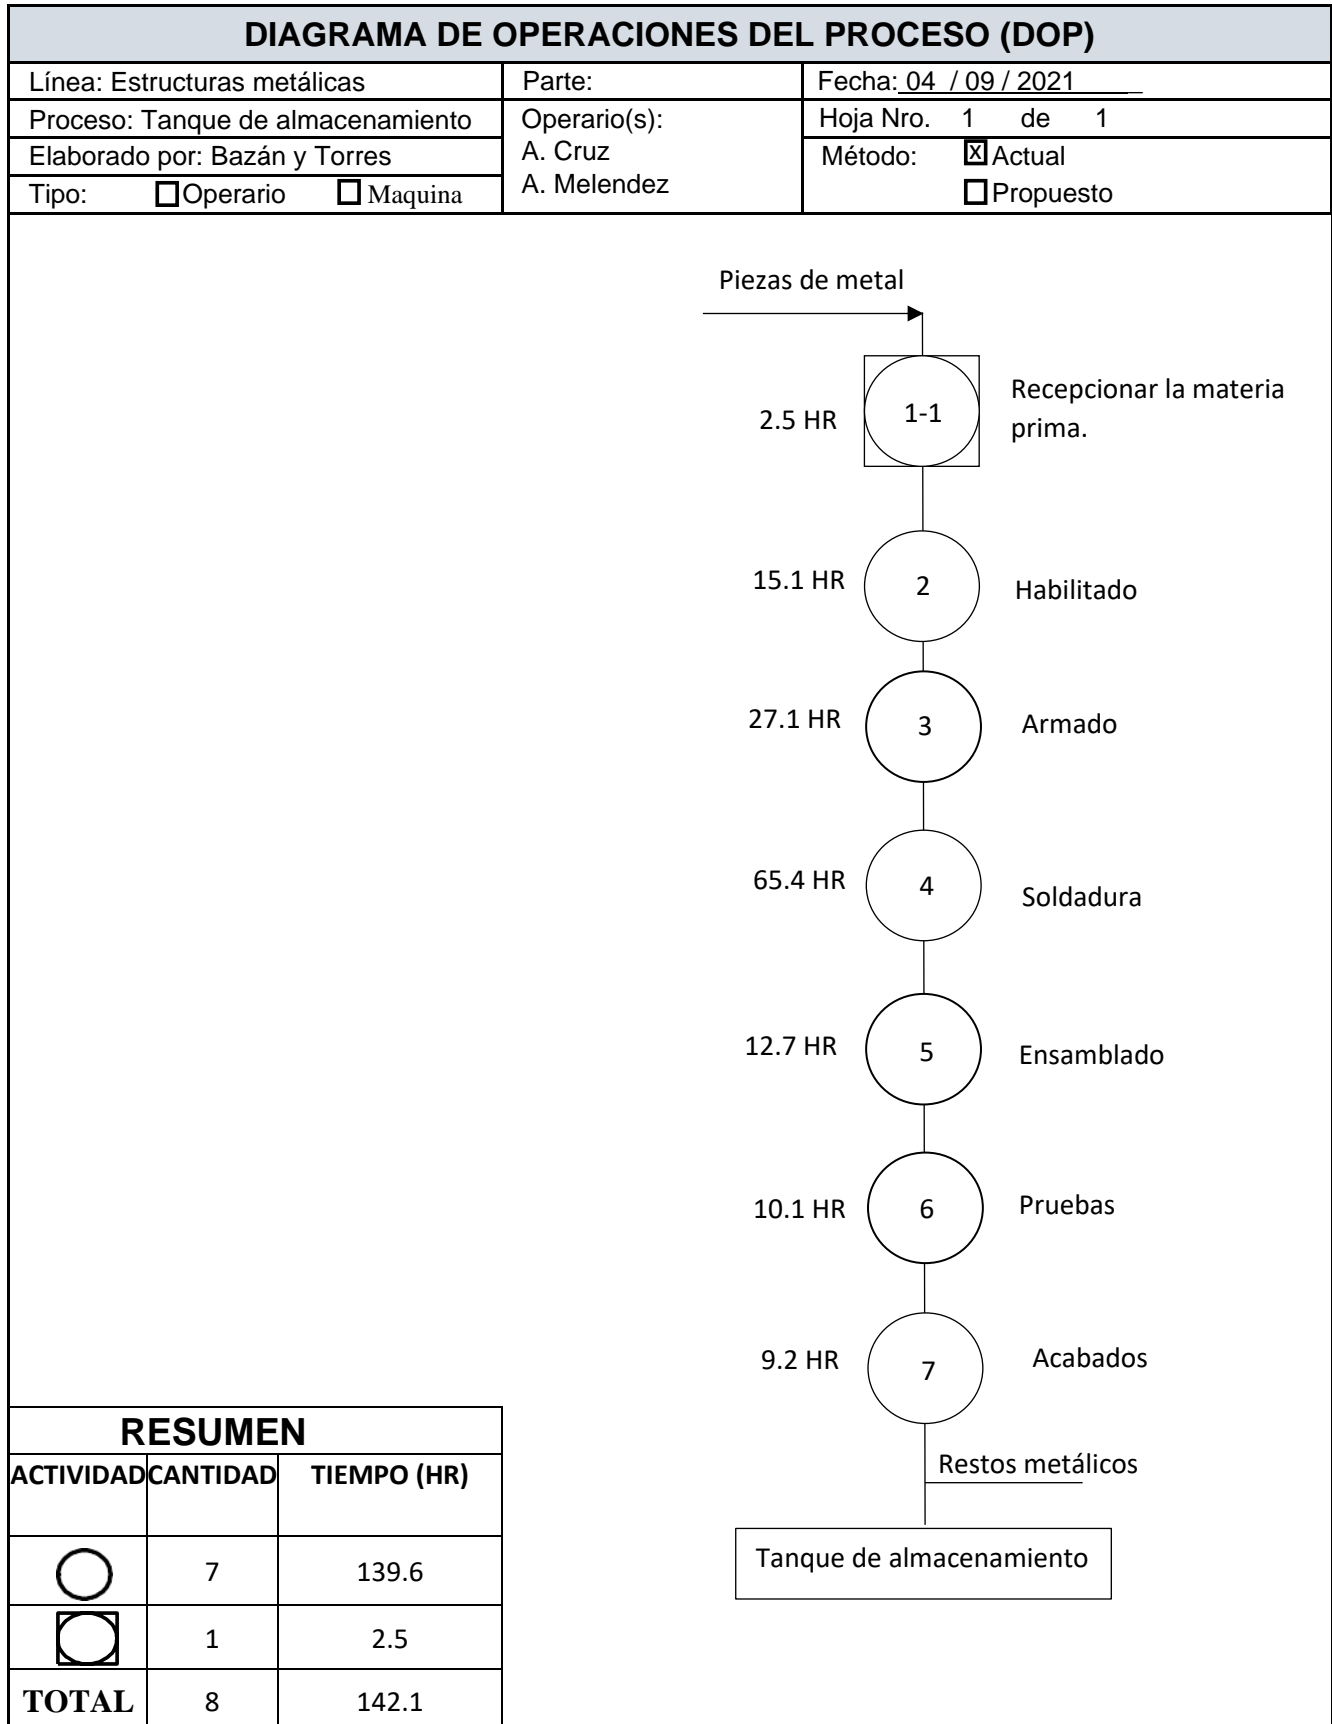 DIAGRAMA DE OPERACIONES DEL PROCESO (DOP)
Línea: Estructuras metálicas
Parte:
Fecha: 04 / 09 / 2021
Proceso: Tanque de almacenamiento
Operario(s):
A. Cruz
A. Melendez
Hoja Nro. 1 de 1
Elaborado por: Bazán y Torres
Método: X Actual
Propuesto
Tipo: Operario Maquina
Piezas de metal
2.5 HR
1-1
Recepcionar la materia
prima.
15.1 HR
2
Habilitado
27.1 HR
3
Armado
65.4 HR
4
Soldadura
12.7 HR
5
Ensamblado
10.1 HR
6
Pruebas
9.2 HR
7
Acabados
Restos metálicos
Tanque de almacenamiento
RESUMEN
ACTIVIDAD CANTIDAD TIEMPO (HR)
7 139.6
1 2.5
TOTAL 8 142.1